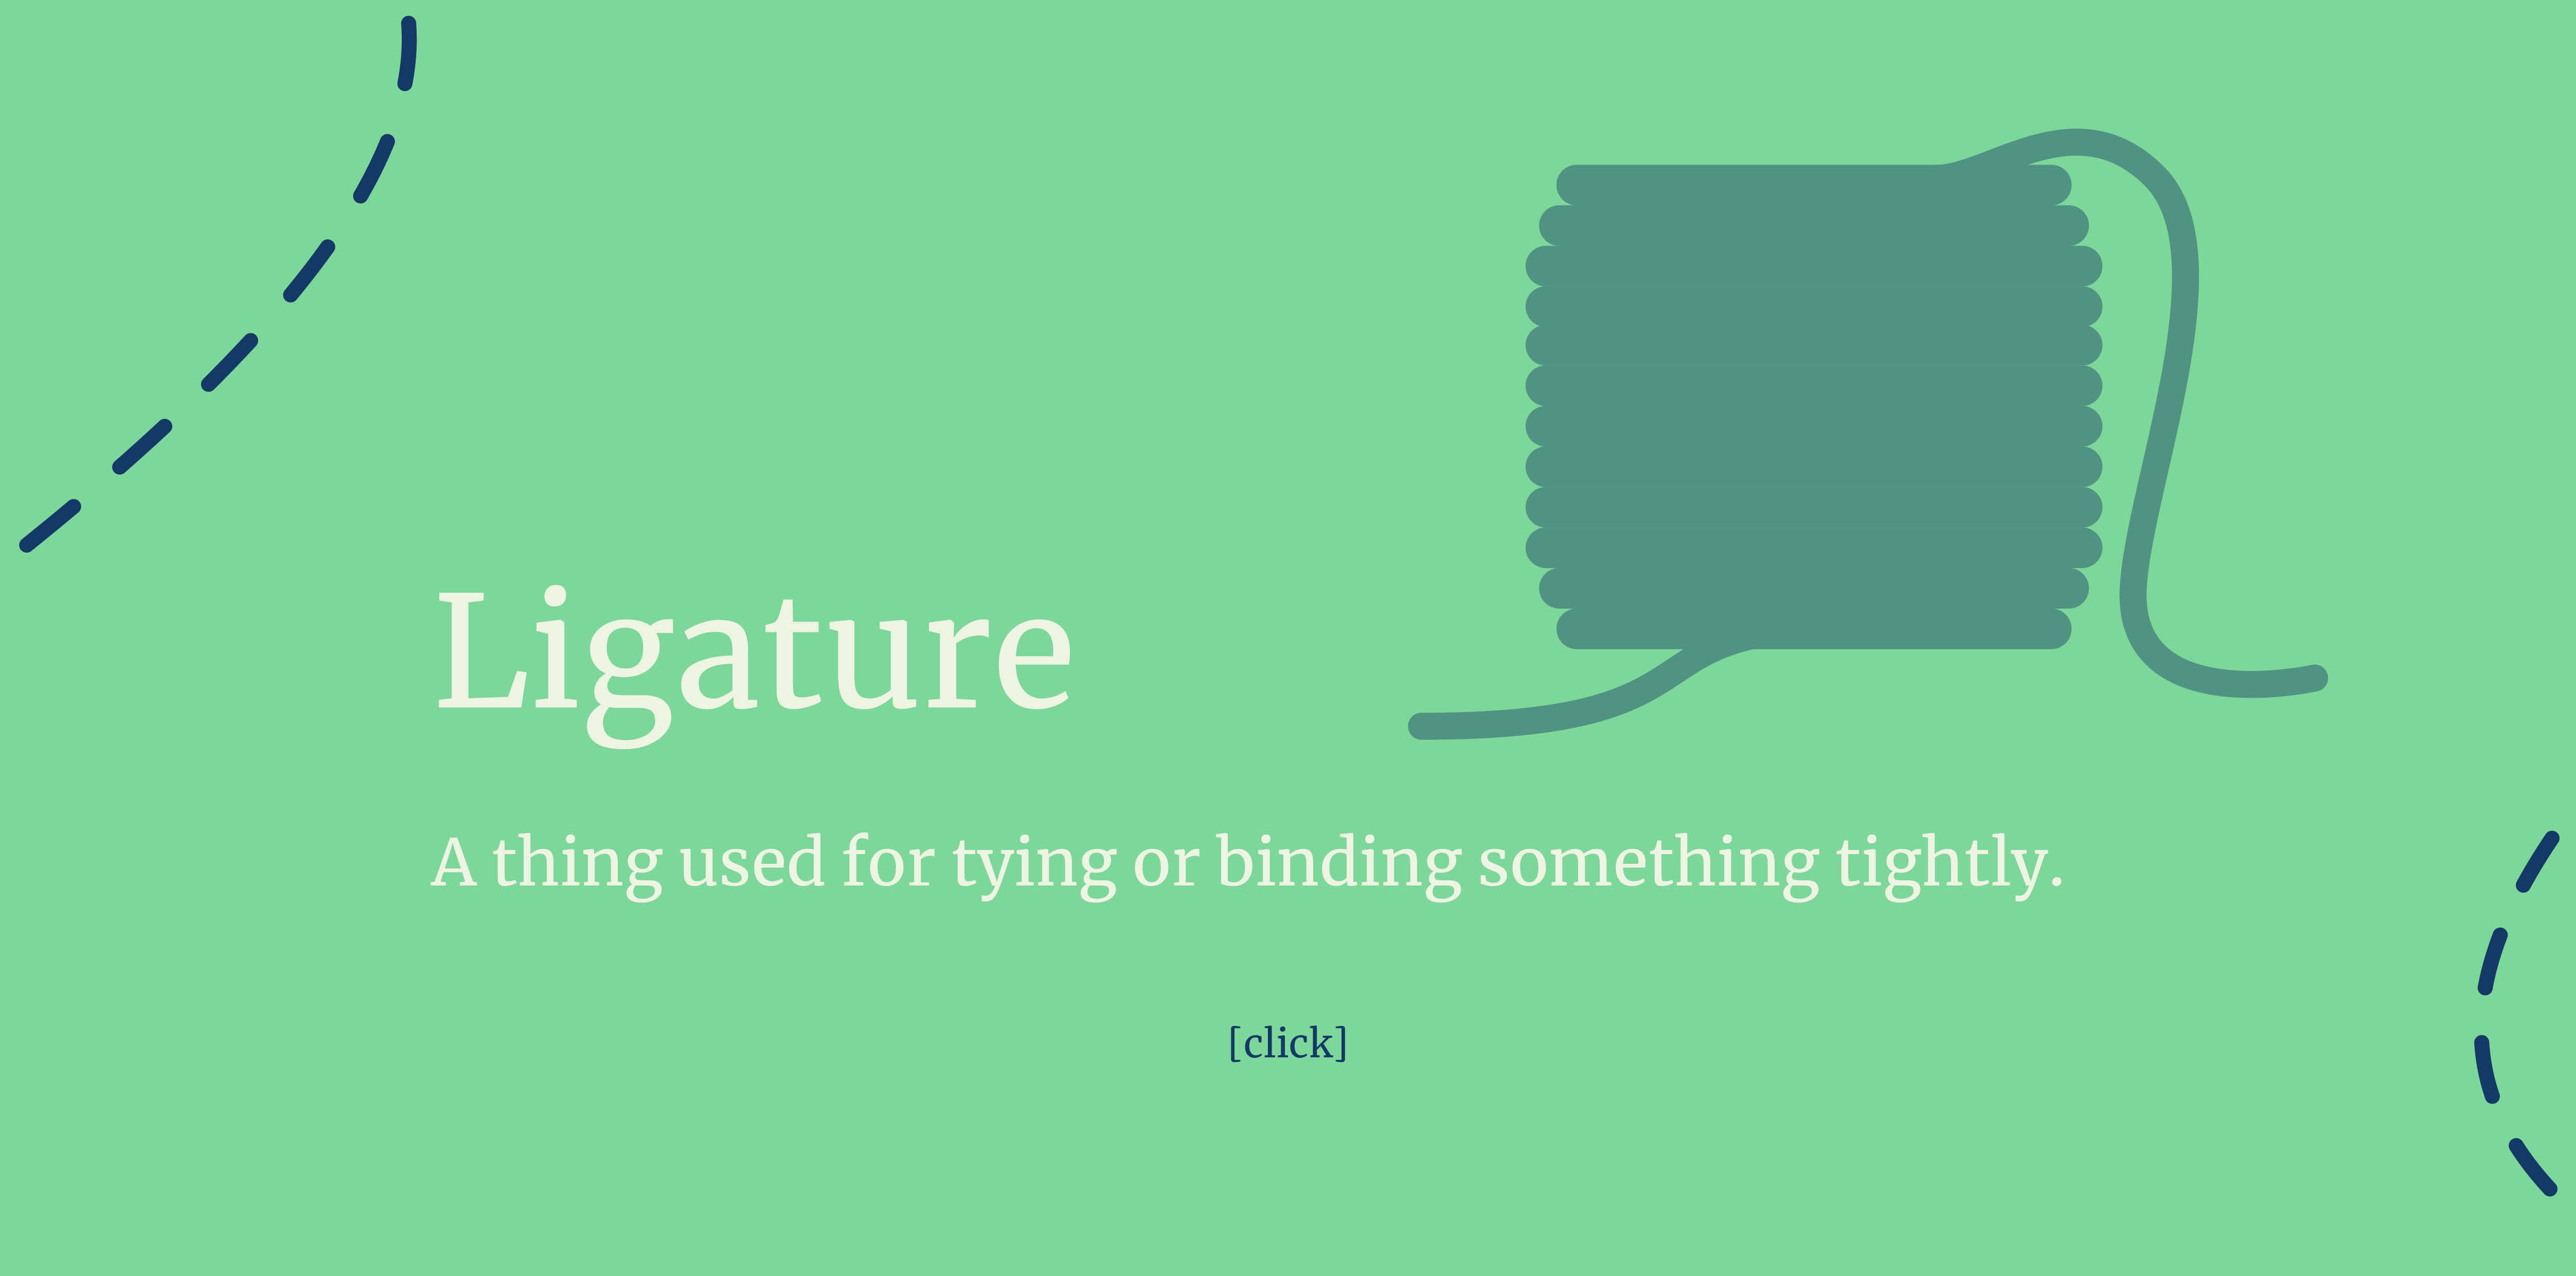 Ligature
A thing used for tying or binding something tightly.
[click]